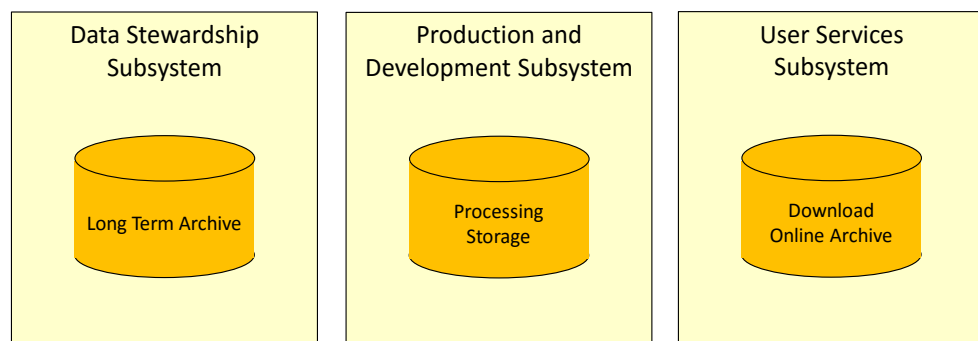 Data Stewardship
Subsystem
Long Term Archive
Production and
Development Subsystem
Processing
Storage
User Services
Subsystem
Download
Online Archive